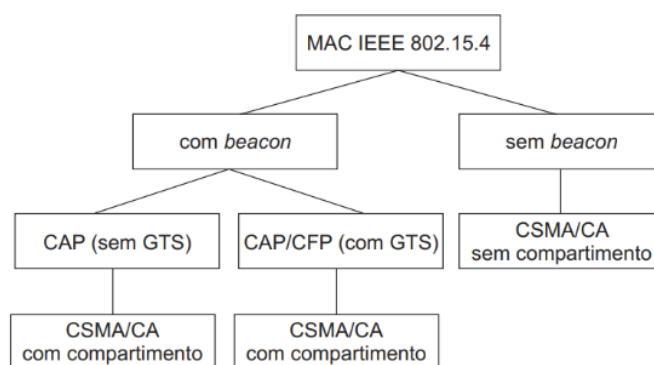 MAC IEEE 802.15.4
com beacon
sem beacon
CAP (sem GTS)
CAP/CFP (com GTS)
CSMA/CA
sem compartimento
CSMA/CA
com compartimento
CSMA/CA
com compartimento